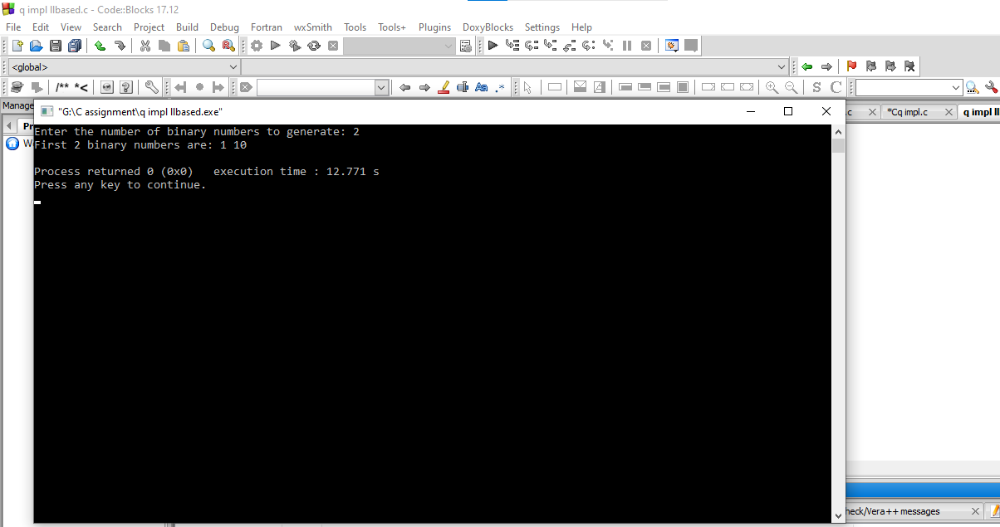 q impl llbased.c - Code::Blocks 17.12
File Edit View Search Project Build Debug Fortran wxSmith Tools Tools+ Plugins DoxyBlocks Settings Help
<global>
/** *< Aa .* S C
Manage
"G:\C assignment\q impl llbased.exe"
.c *Cq impl.c q impl ll
Pr
W
Enter the number of binary numbers to generate: 2
First 2 binary numbers are: 1 10
Process returned 0 (0x0) execution time : 12.771 s
Press any key to continue.
heck/Vera++ messages